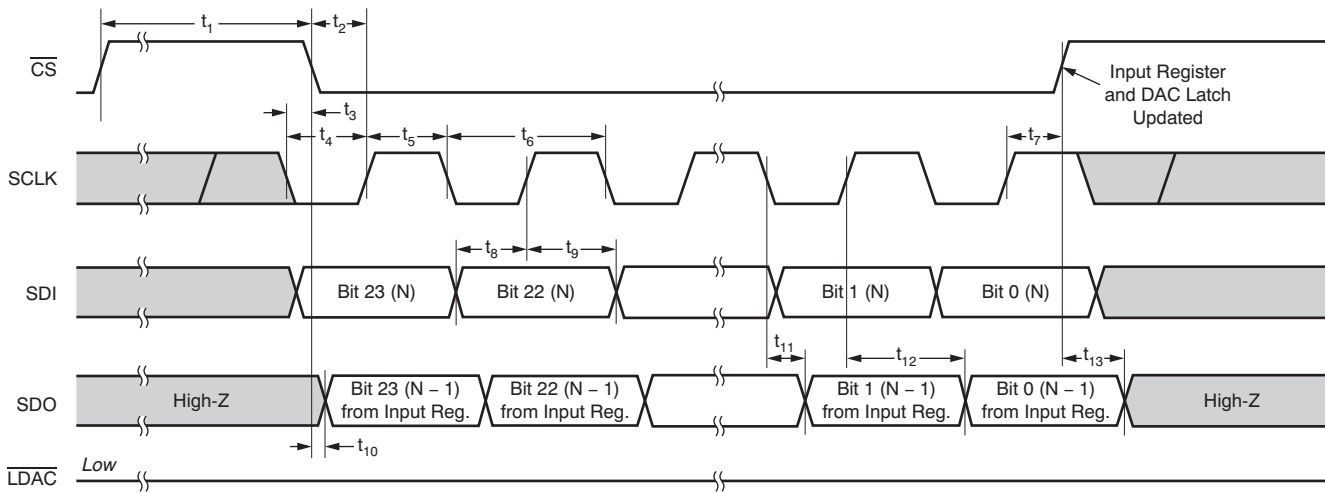 t1
t2
CS
Input Register
and DAC Latch
Updated
t3
t4
t5
t6
t7
SCLK
t8
t9
SDI
Bit 23 (N)
Bit 22 (N)
Bit 1 (N)
Bit 0 (N)
t11
t12
t13
SDO
High-Z
Bit 23 (N − 1)
from Input Reg.
Bit 22 (N − 1)
from Input Reg.
Bit 1 (N − 1)
from Input Reg.
Bit 0 (N − 1)
from Input Reg.
High-Z
t10
LDAC
Low